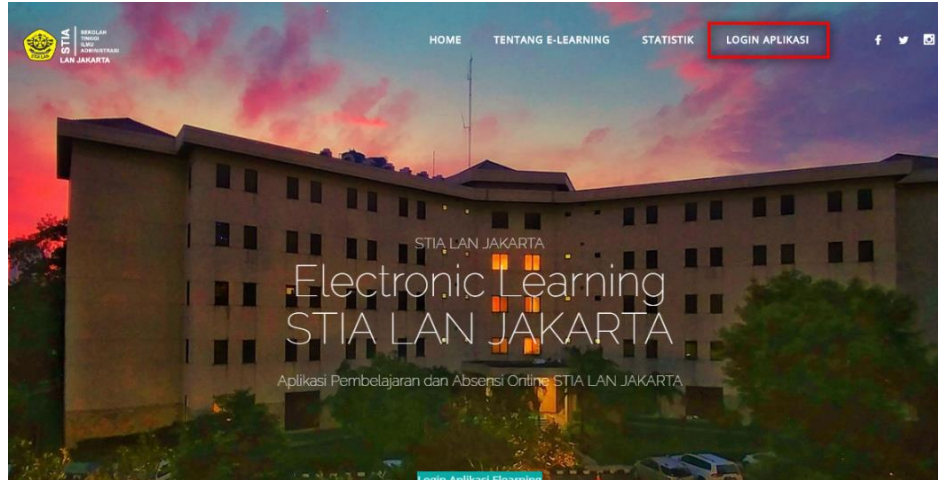 STIA
SEKOLAH
TINGGI
ILMU
ADMINISTRASI
LAN JAKARTA
HOME TENTANG E-LEARNING STATISTIK LOGIN APLIKASI
STIA LAN JAKARTA
Electronic Learning
STIA LAN JAKARTA
Aplikasi Pembelajaran dan Absensi Online STIA LAN JAKARTA
Login Aplikasi Elearning